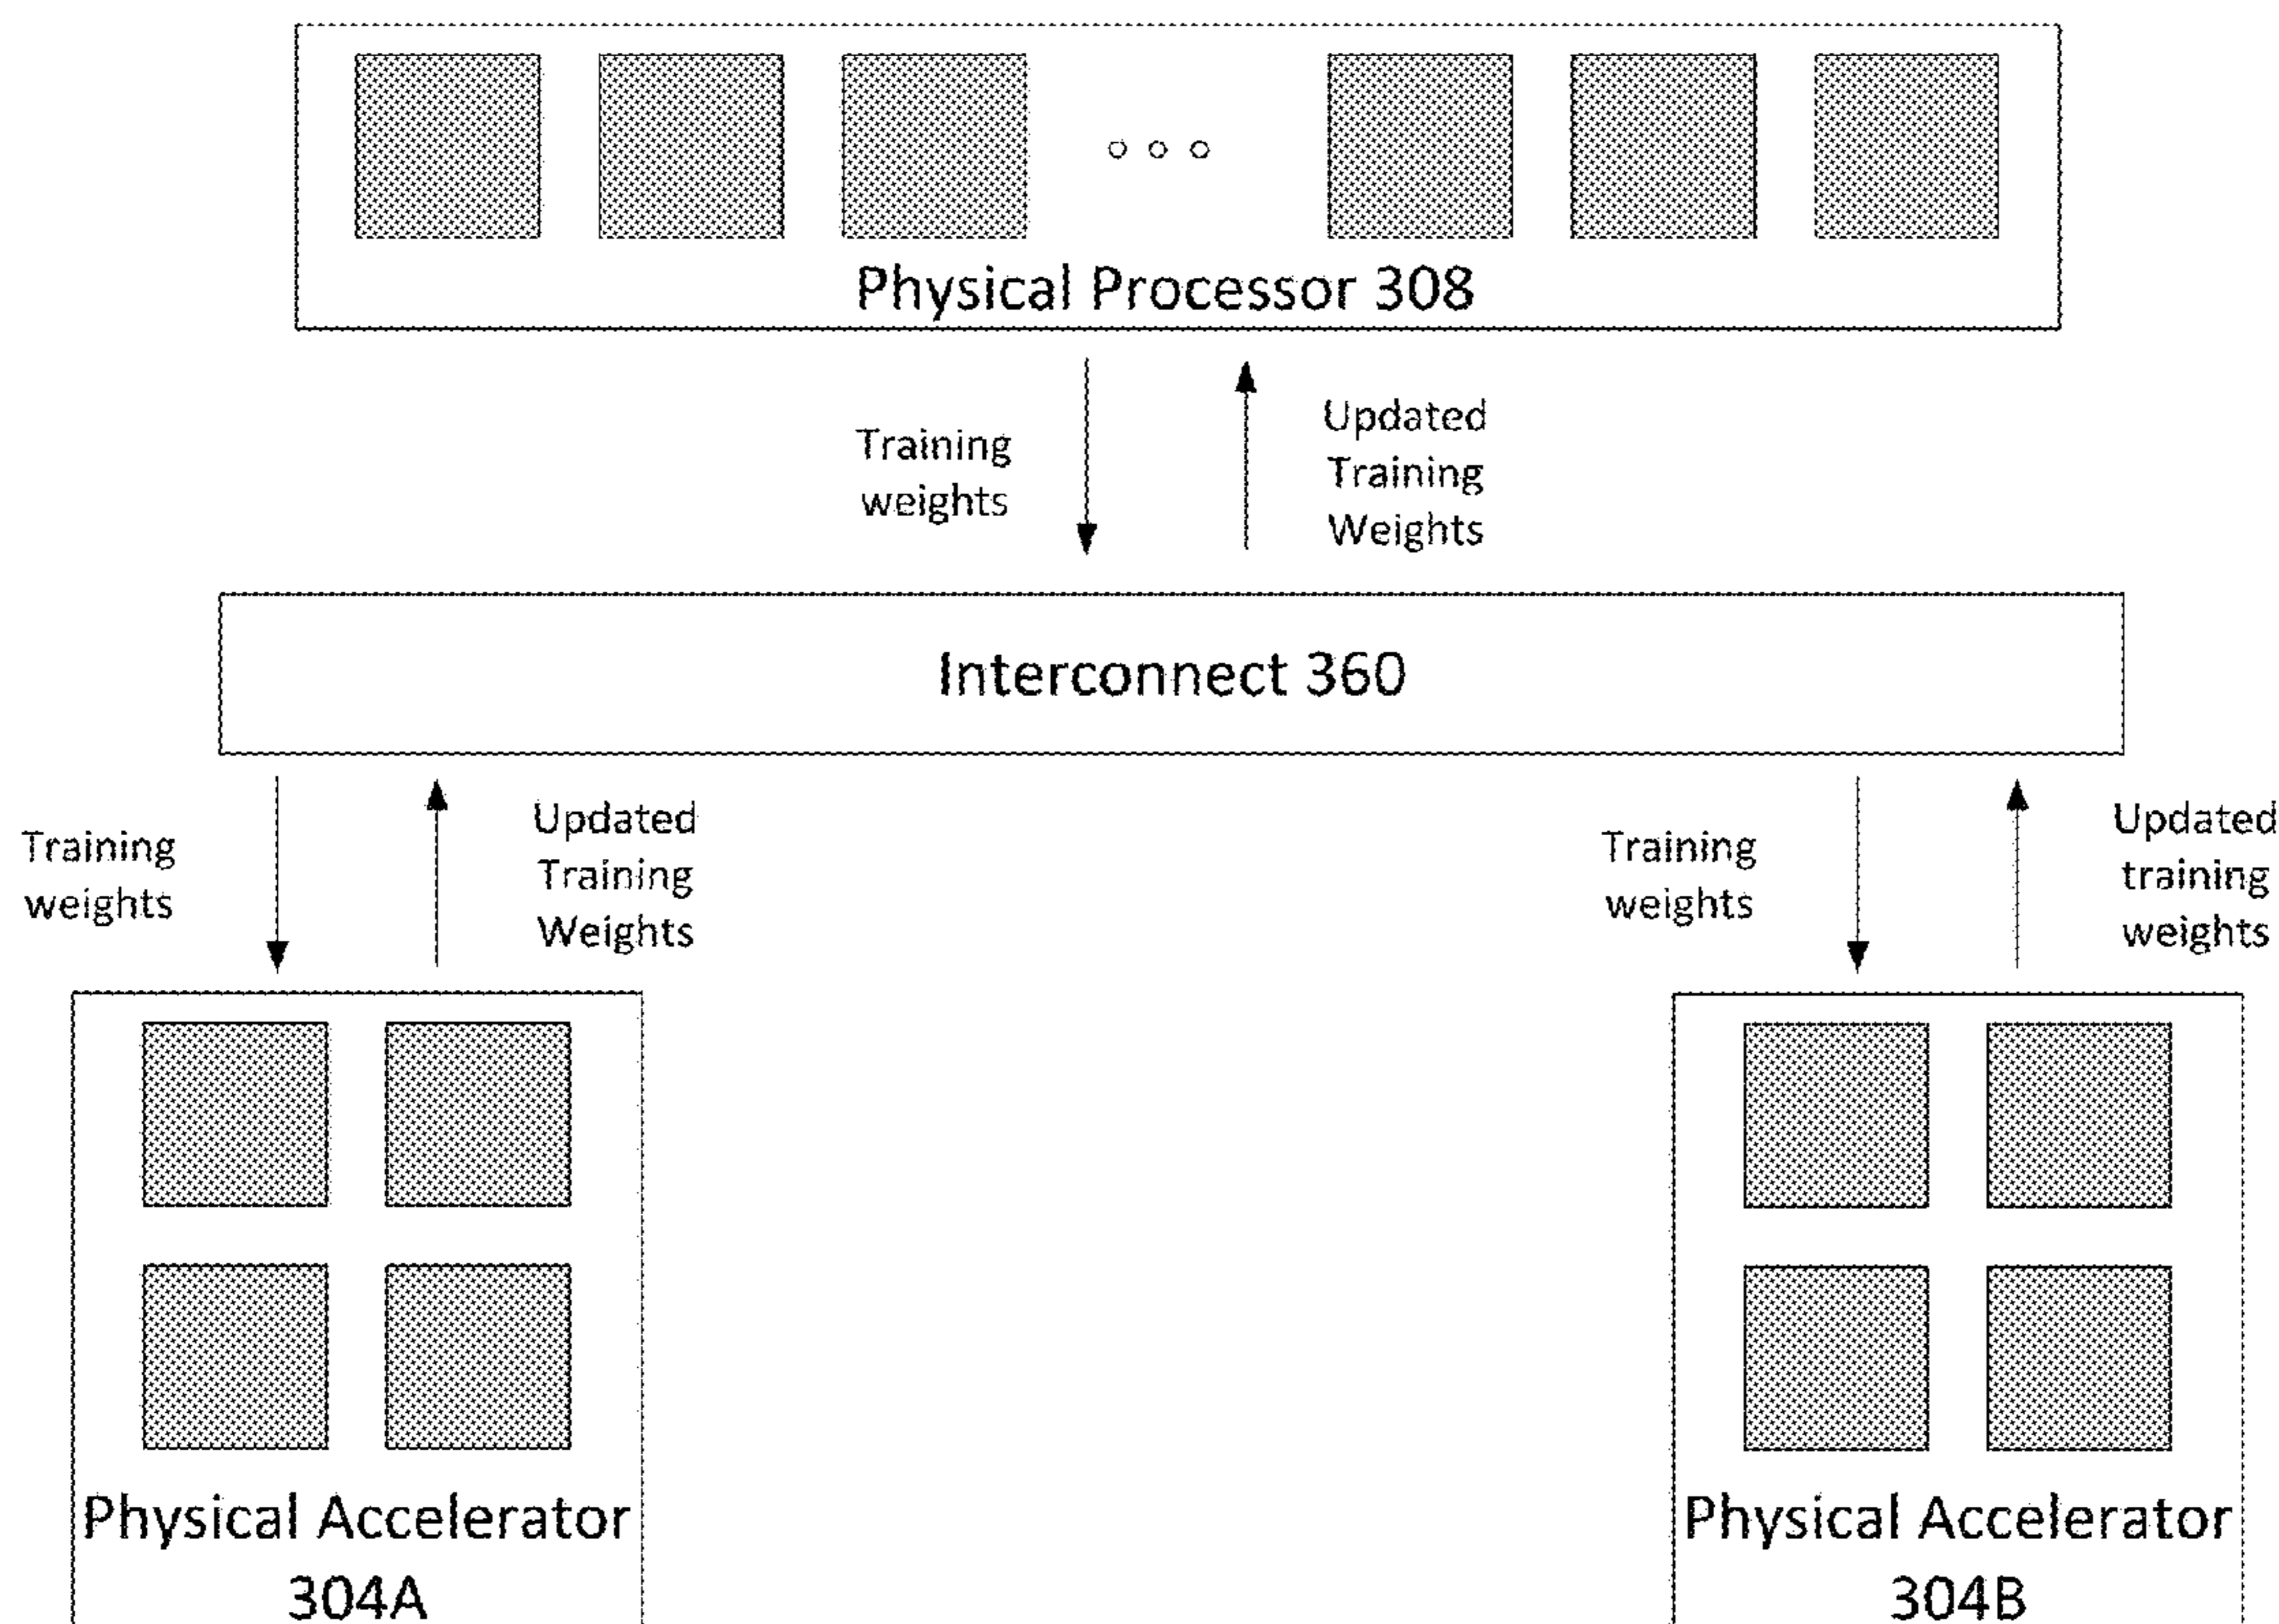 Physical Processor 308
Training
weights
Updated
Training
Weights
Interconnect 360
Training
weights
Updated
Training
Weights
Training
weights
Updated
training
weights
Physical Accelerator
304A
Physical Accelerator
304B